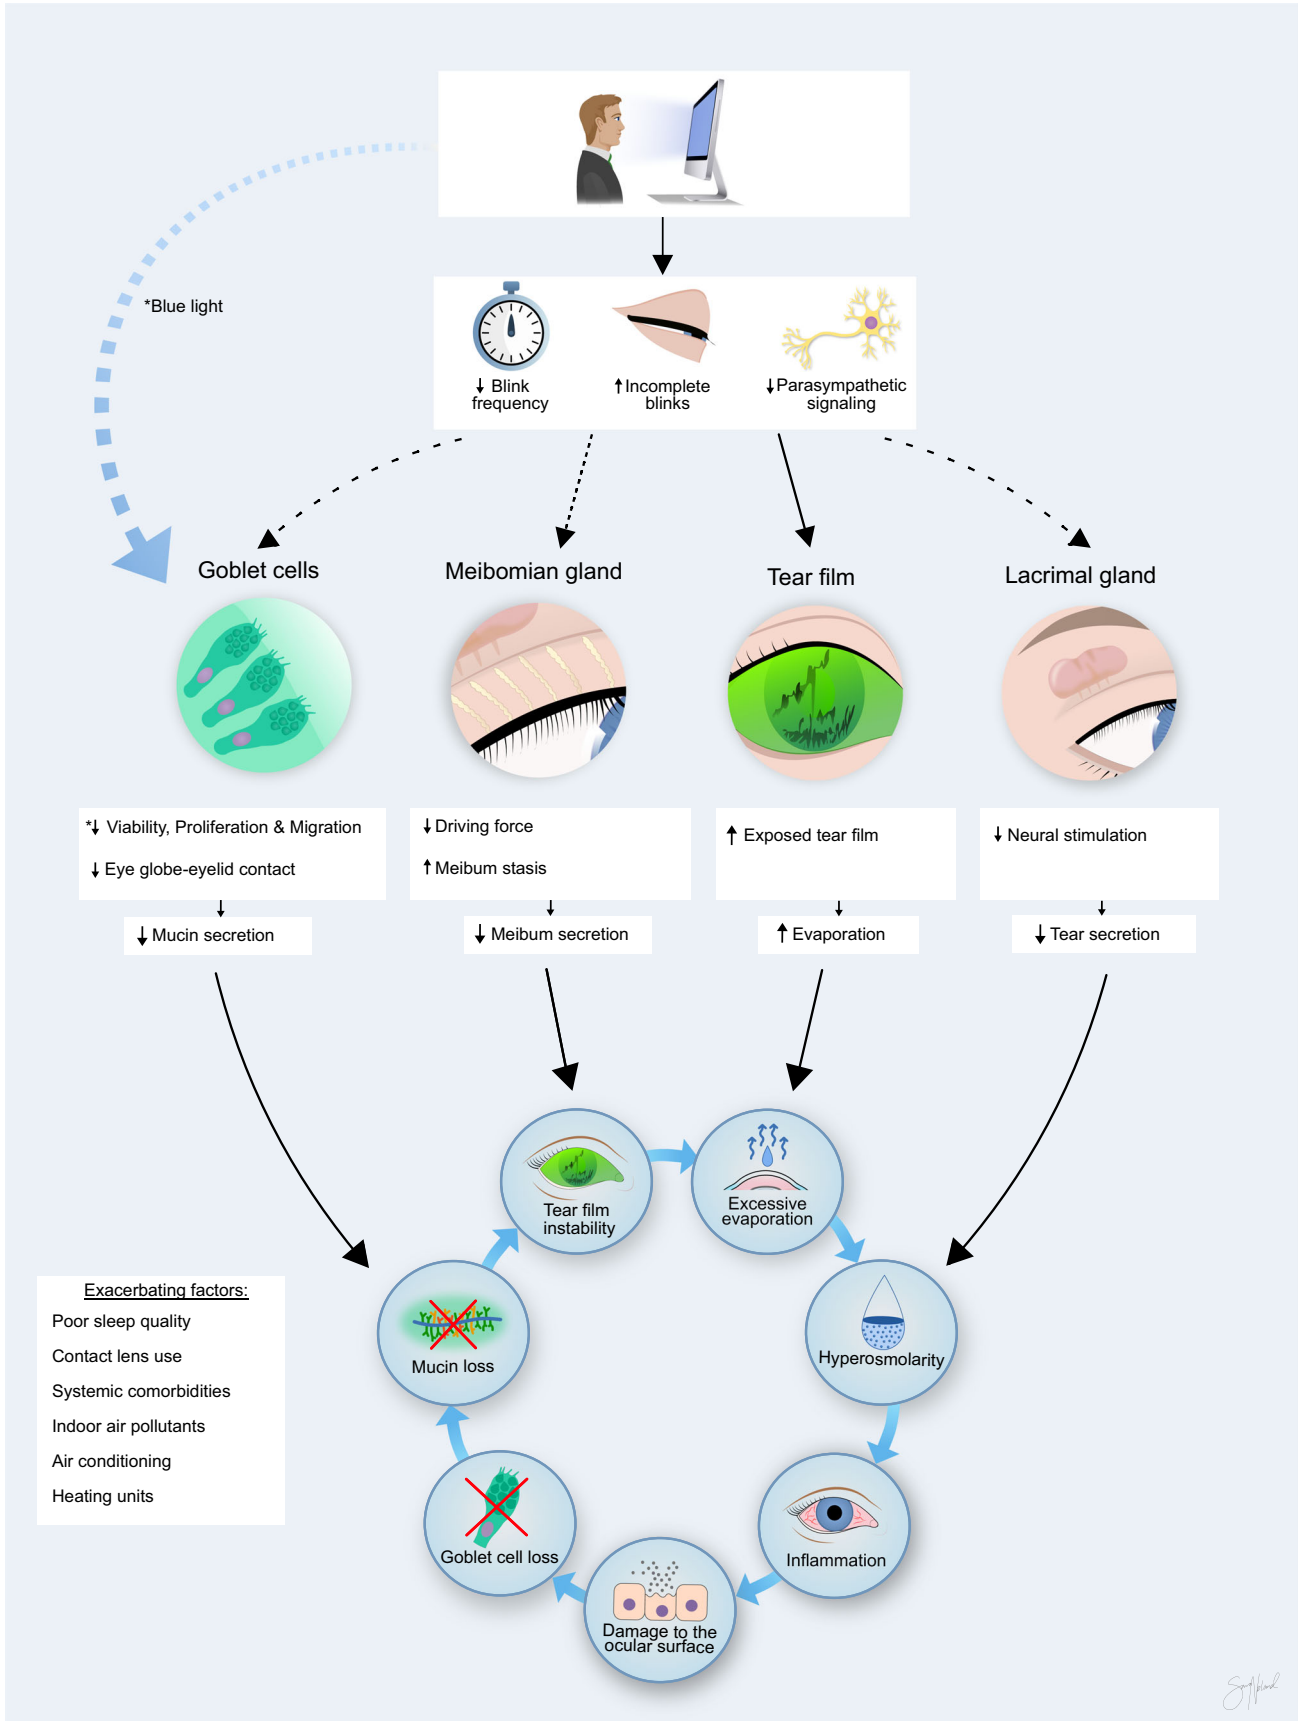 *Blue light
↓ Blink
frequency
↑ Incomplete
blinks
↓ Parasympathetic
signaling
Goblet cells
Meibomian gland
Tear film
Lacrimal gland
*↓ Viability, Proliferation & Migration
↓ Eye globe-eyelid contact
↓ Driving force
↑ Meibum stasis
↑ Exposed tear film
↓ Neural stimulation
↓ Mucin secretion
↓ Meibum secretion
↑ Evaporation
↓ Tear secretion
Tear film
instability
Excessive
evaporation
Hyperosmolarity
Inflammation
Damage to the
ocular surface
Goblet cell loss
Mucin loss
Exacerbating factors:
Poor sleep quality
Contact lens use
Systemic comorbidities
Indoor air pollutants
Air conditioning
Heating units